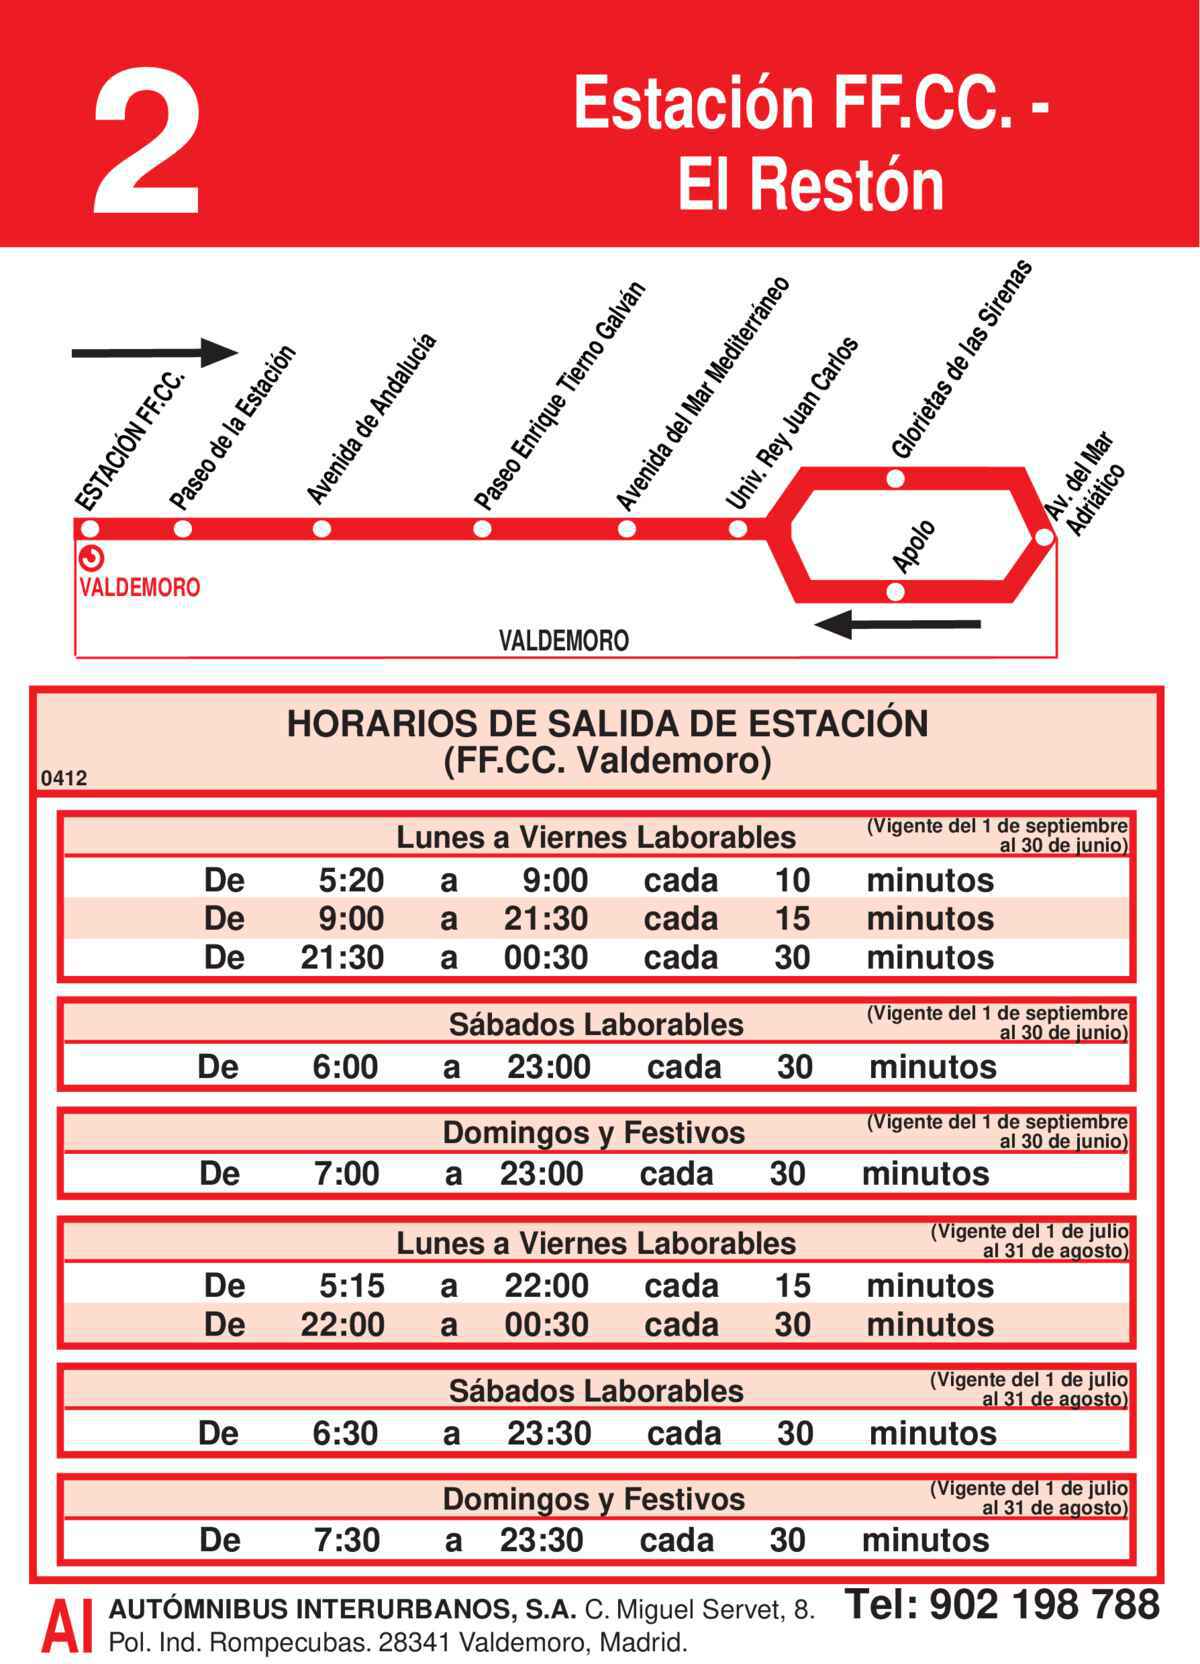 2
Estación FF.CC. -
El Restón
ESTACIÓN FF.CC.
Paseo de la Estación
Avenida de Andalucía
Paseo Enrique Tierno Galván
Avenida del Mar Mediterráneo
Univ. Rey Juan Carlos
Glorietas de las Sirenas
Av. del Mar
Adriático
Apolo
VALDEMORO
VALDEMORO
HORARIOS DE SALIDA DE ESTACIÓN
(FF.CC. Valdemoro)
0412
Lunes a Viernes Laborables (Vigente del 1 de septiembre
al 30 de junio)
De 5:20 a 9:00 cada 10 minutos
De 9:00 a 21:30 cada 15 minutos
De 21:30 a 00:30 cada 30 minutos
Sábados Laborables (Vigente del 1 de septiembre
al 30 de junio)
De 6:00 a 23:00 cada 30 minutos
Domingos y Festivos (Vigente del 1 de septiembre
al 30 de junio)
De 7:00 a 23:00 cada 30 minutos
Lunes a Viernes Laborables (Vigente del 1 de julio
al 31 de agosto)
De 5:15 a 22:00 cada 15 minutos
De 22:00 a 00:30 cada 30 minutos
Sábados Laborables (Vigente del 1 de julio
al 31 de agosto)
De 6:30 a 23:30 cada 30 minutos
Domingos y Festivos (Vigente del 1 de julio
al 31 de agosto)
De 7:30 a 23:30 cada 30 minutos
AI AUTÓMNIBUS INTERURBANOS, S.A. C. Miguel Servet, 8. Tel: 902 198 788
Pol. Ind. Rompecubas. 28341 Valdemoro, Madrid.